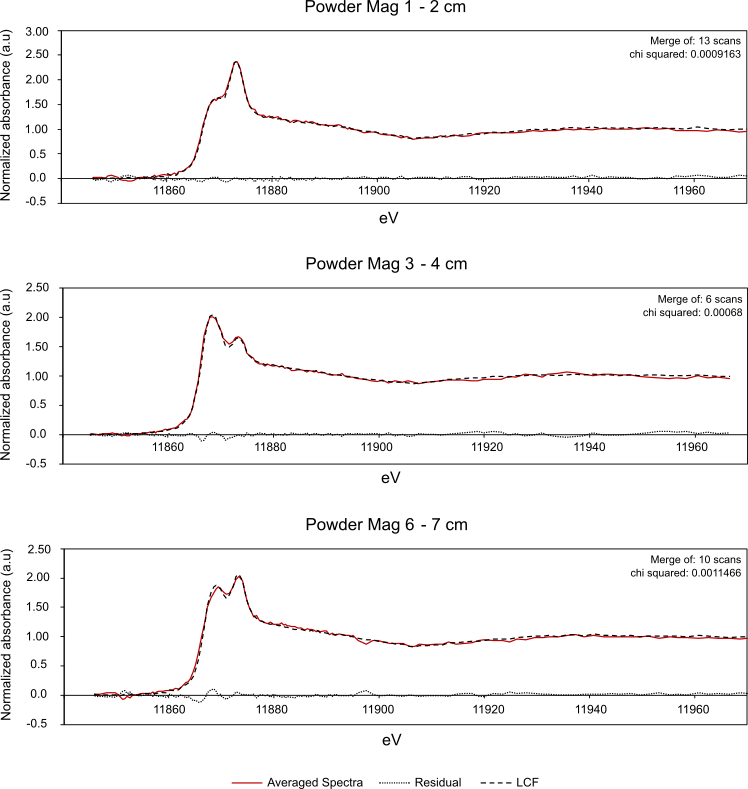 Powder Mag 1 - 2 cm
Normalized absorbance (a.u)
3.00
2.50
2.00
1.50
1.00
0.5
0.0
-0.5
Merge of: 13 scans
chi squared: 0.0009163
11860 11880 11900 11920 11940 11960
eV
Powder Mag 3 - 4 cm
Normalized absorbance (a.u)
2.50
2.00
1.50
1.00
0.5
0.0
-0.5
Merge of: 6 scans
chi squared: 0.00068
11860 11880 11900 11920 11940 11960
eV
Powder Mag 6 - 7 cm
Normalized absorbance (a.u)
2.50
2.00
1.50
1.00
0.5
0.0
-0.5
Merge of: 10 scans
chi squared: 0.0011466
11860 11880 11900 11920 11940 11960
eV
Averaged Spectra Residual LCF